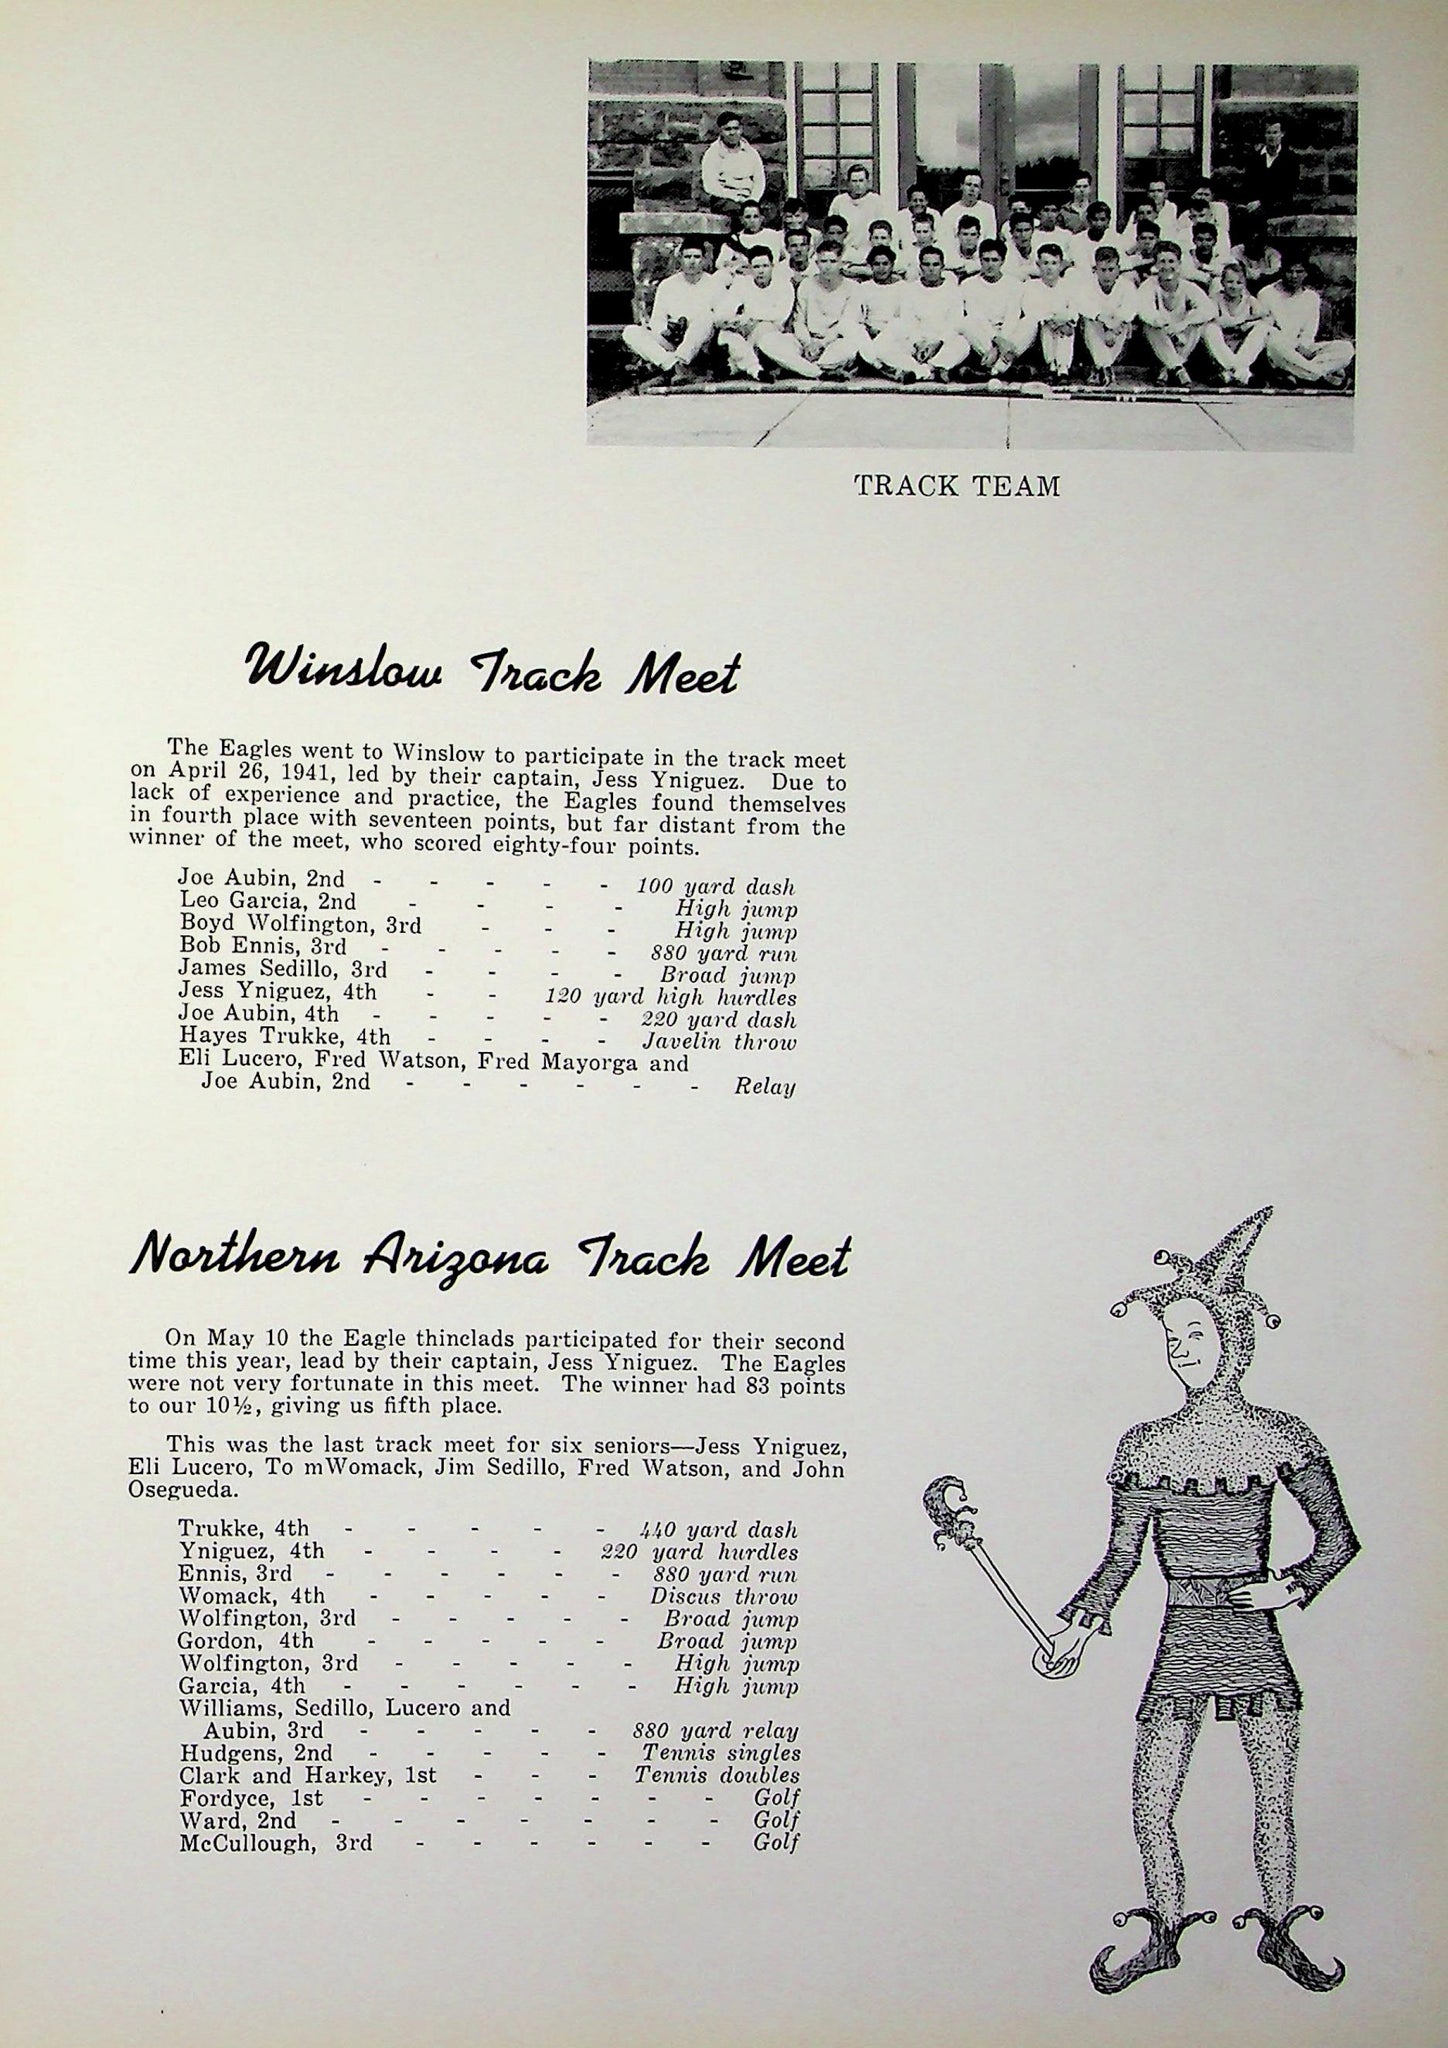 TRACK TEAM
Winslow Track Meet
The Eagles went to Winslow to participate in the track meet
on April 26, 1941, led by their captain, Jess Yniguez. Due to
lack of experience and practice, the Eagles found themselves
in fourth place with seventeen points, but far distant from the
winner of the meet, who scored eighty-four points.
Joe Aubin, 2nd - - - - - 100 yard dash
Leo Garcia, 2nd - - - - High jump
Boyd Wolfington, 3rd - - - High jump
Bob Ennis, 3rd - - - - - 880 yard run
James Sedillo, 3rd - - - - Broad jump
Jess Yniguez, 4th - - 120 yard high hurdles
Joe Aubin, 4th - - - - - 220 yard dash
Hayes Trukke, 4th - - - - Javelin throw
Eli Lucero, Fred Watson, Fred Mayorga and
Joe Aubin, 2nd - - - - - - Relay
Northern Arizona Track Meet
On May 10 the Eagle thinclads participated for their second
time this year, lead by their captain, Jess Yniguez. The Eagles
were not very fortunate in this meet. The winner had 83 points
to our 10½, giving us fifth place.
This was the last track meet for six seniors—Jess Yniguez,
Eli Lucero, To mWomack, Jim Sedillo, Fred Watson, and John
Osegueda.
Trukke, 4th - - - - - 440 yard dash
Yniguez, 4th - - - - 220 yard hurdles
Ennis, 3rd - - - - - - 880 yard run
Womack, 4th - - - - - Discus throw
Wolfington, 3rd - - - - - Broad jump
Gordon, 4th - - - - - Broad jump
Wolfington, 3rd - - - - - High jump
Garcia, 4th - - - - - - High jump
Williams, Sedillo, Lucero and
Aubin, 3rd - - - - - 880 yard relay
Hudgens, 2nd - - - - - Tennis singles
Clark and Harkey, 1st - - - Tennis doubles
Fordyce, 1st - - - - - - - Golf
Ward, 2nd - - - - - - - Golf
McCullough, 3rd - - - - - - Golf